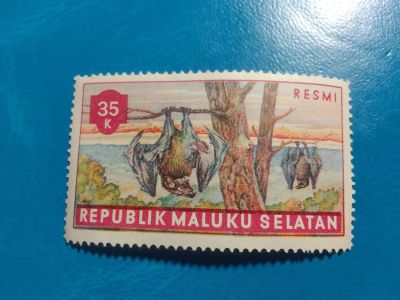 35
K
RESMI
REPUBLIK MALUKU SELATAN